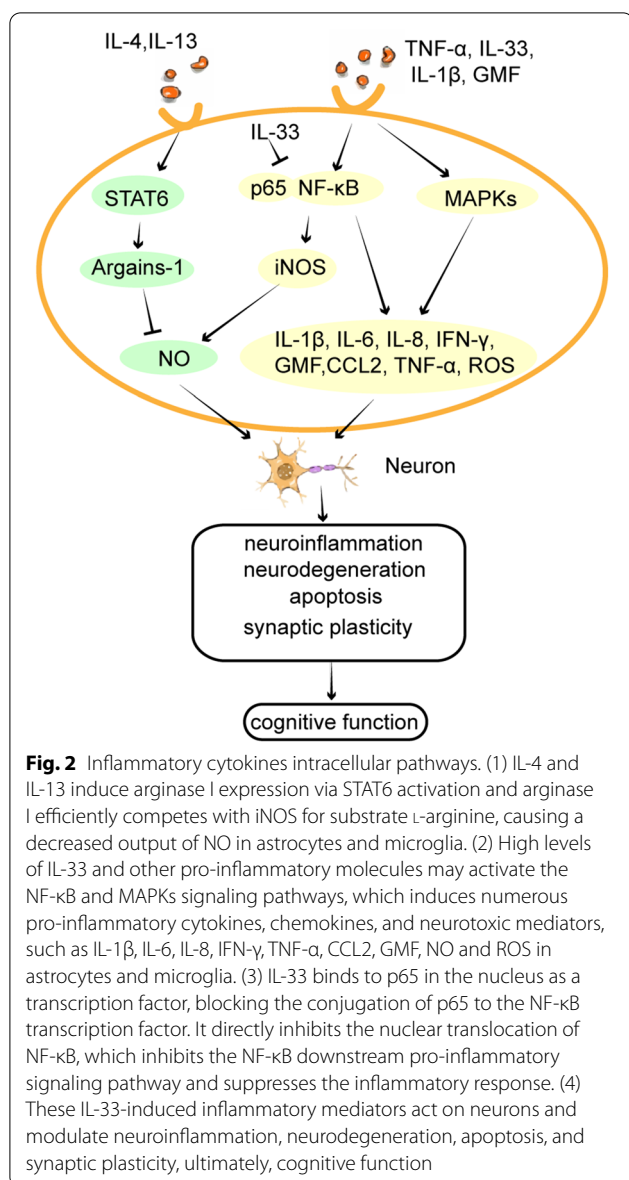 IL-4,IL-13
TNF-α, IL-33,
IL-1β, GMF
IL-33
STAT6
p65 NF-κB
MAPKs
Argains-1
iNOS
NO
IL-1β, IL-6, IL-8, IFN-γ,
GMF,CCL2, TNF-α, ROS
Neuron
neuroinflammation
neurodegeneration
apoptosis
synaptic plasticity
cognitive function
Fig. 2 Inflammatory cytokines intracellular pathways. (1) IL-4 and
IL-13 induce arginase I expression via STAT6 activation and arginase
I efficiently competes with iNOS for substrate L-arginine, causing a
decreased output of NO in astrocytes and microglia. (2) High levels
of IL-33 and other pro-inflammatory molecules may activate the
NF-κB and MAPKs signaling pathways, which induces numerous
pro-inflammatory cytokines, chemokines, and neurotoxic mediators,
such as IL-1β, IL-6, IL-8, IFN-γ, TNF-α, CCL2, GMF, NO and ROS in
astrocytes and microglia. (3) IL-33 binds to p65 in the nucleus as a
transcription factor, blocking the conjugation of p65 to the NF-κB
transcription factor. It directly inhibits the nuclear translocation of
NF-κB, which inhibits the NF-κB downstream pro-inflammatory
signaling pathway and suppresses the inflammatory response. (4)
These IL-33-induced inflammatory mediators act on neurons and
modulate neuroinflammation, neurodegeneration, apoptosis, and
synaptic plasticity, ultimately, cognitive function